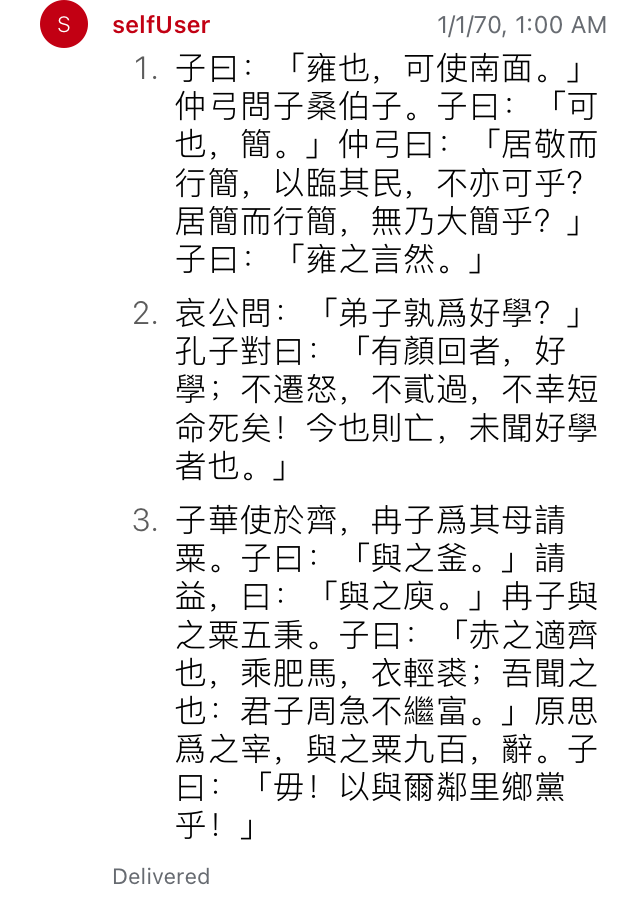 S
selfUser 1/1/70, 1:00 AM
1. 子曰：「雍也，可使南面。」
仲弓問子桑伯子。子曰：「可
也，簡。」仲弓曰：「居敬而
行簡，以臨其民，不亦可乎？
居簡而行簡，無乃大簡乎？」
子曰：「雍之言然。」
2. 哀公問：「弟子孰爲好學？」
孔子對曰：「有顏回者，好
學；不遷怒，不貳過，不幸短
命死矣！今也則亡，未聞好學
者也。」
3. 子華使於齊，冉子爲其母請
粟。子曰：「與之釜。」請
益，曰：「與之庾。」冉子與
之粟五秉。子曰：「赤之適齊
也，乘肥馬，衣輕裘；吾聞之
也：君子周急不繼富。」原思
爲之宰，與之粟九百，辭。子
曰：「毋！以與爾鄰里鄉黨
乎！」
Delivered